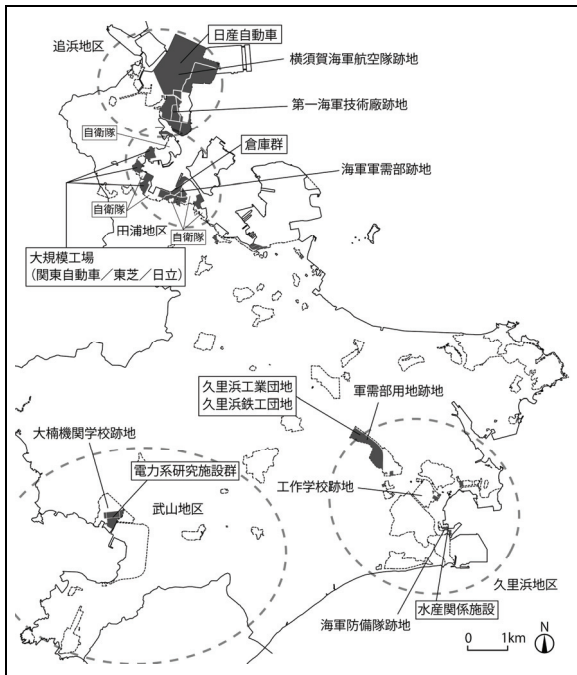 追浜地区
日産自動車
横須賀海軍航空隊跡地
第一海軍技術廠跡地
自衛隊
倉庫群
海軍軍需部跡地
自衛隊
田浦地区
自衛隊
大規模工場
(関東自動車／東芝／日立)
久里浜工業団地
久里浜鉄工団地
軍需部用地跡地
大楠機関学校跡地
電力系研究施設群
武山地区
工作学校跡地
久里浜地区
水産関係施設
海軍防備隊跡地
0 1km
N